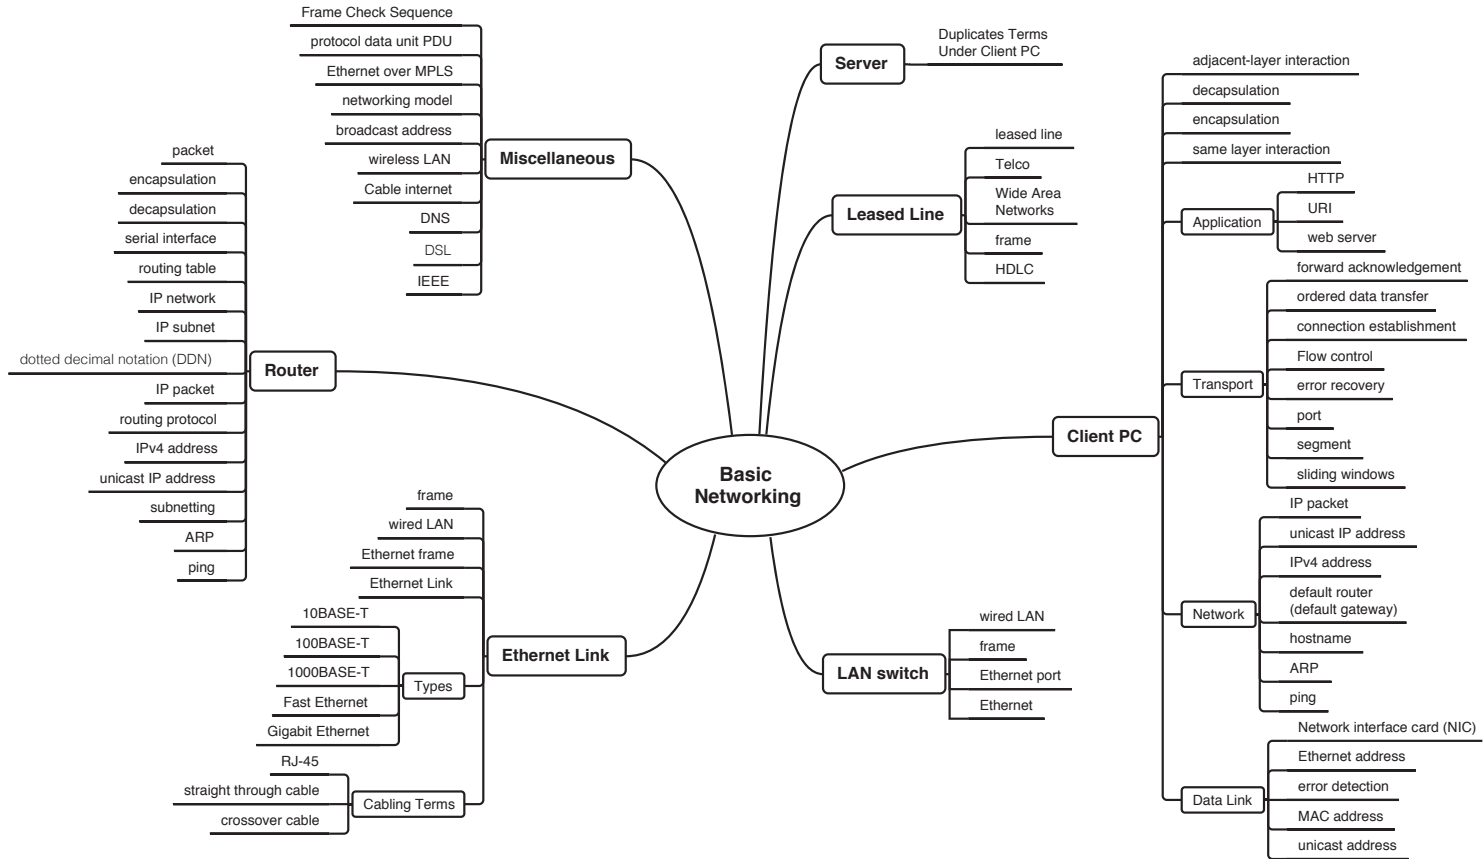 Basic
Networking
Miscellaneous
Frame Check Sequence
protocol data unit PDU
Ethernet over MPLS
networking model
broadcast address
wireless LAN
Cable internet
DNS
DSL
IEEE
Router
packet
encapsulation
decapsulation
serial interface
routing table
IP network
IP subnet
dotted decimal notation (DDN)
IP packet
routing protocol
IPv4 address
unicast IP address
subnetting
ARP
ping
Ethernet Link
frame
wired LAN
Ethernet frame
Ethernet Link
Types
10BASE-T
100BASE-T
1000BASE-T
Fast Ethernet
Gigabit Ethernet
Cabling Terms
RJ-45
straight through cable
crossover cable
Server
Duplicates Terms
Under Client PC
Leased Line
leased line
Telco
Wide Area
Networks
frame
HDLC
Client PC
adjacent-layer interaction
decapsulation
encapsulation
same layer interaction
Application
HTTP
URI
web server
Transport
forward acknowledgement
ordered data transfer
connection establishment
Flow control
error recovery
port
segment
sliding windows
Network
IP packet
unicast IP address
IPv4 address
default router
(default gateway)
hostname
ARP
ping
Data Link
Network interface card (NIC)
Ethernet address
error detection
MAC address
unicast address
LAN switch
wired LAN
frame
Ethernet port
Ethernet